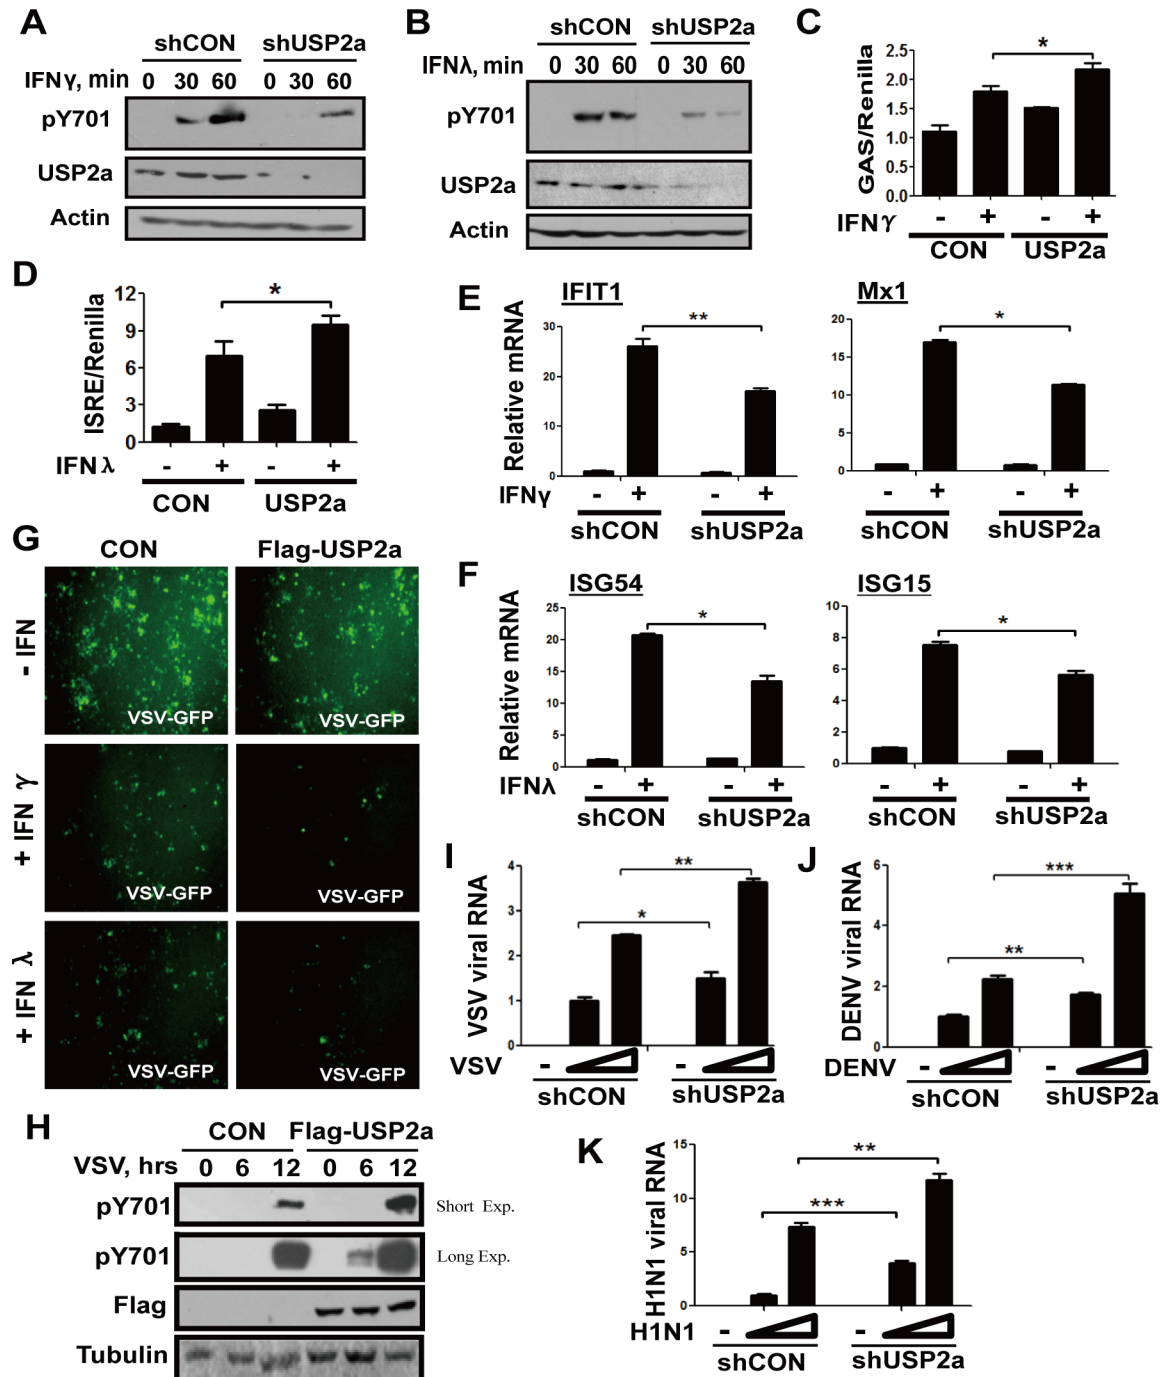 A
shCON shUSP2a
IFNγ, min 0 30 60 0 30 60
pY701
USP2a
Actin
B
shCON shUSP2a
IFNλ, min 0 30 60 0 30 60
pY701
USP2a
Actin
C
GAS/Renilla
2.5
2.0
1.5
1.0
0.5
0.0
*
IFNγ - + - +
CON USP2a
D
ISRE/Renilla
12
9
6
3
0
*
IFNλ - + - +
CON USP2a
E
IFIT1
Relative mRNA
30
20
10
0
**
IFNγ - + - +
shCON shUSP2a
Mx1
20
15
10
5
0
*
- + - +
shCON shUSP2a
F
ISG54
Relative mRNA
25
20
15
10
5
0
*
IFNλ - + - +
shCON shUSP2a
ISG15
10
8
6
4
2
0
*
- + - +
shCON shUSP2a
G
CON Flag-USP2a
- IFN
VSV-GFP VSV-GFP
+ IFN γ
VSV-GFP VSV-GFP
+ IFN λ
VSV-GFP VSV-GFP
H
CON Flag-USP2a
VSV, hrs 0 6 12 0 6 12
pY701 Short Exp.
pY701 Long Exp.
Flag
Tubulin
I
VSV viral RNA
4
3
2
1
0
**
*
VSV - -
shCON shUSP2a
J
DENV viral RNA
6
4
2
0
***
**
DENV - -
shCON shUSP2a
K
H1N1 viral RNA
15
10
5
0
**
***
H1N1 - -
shCON shUSP2a